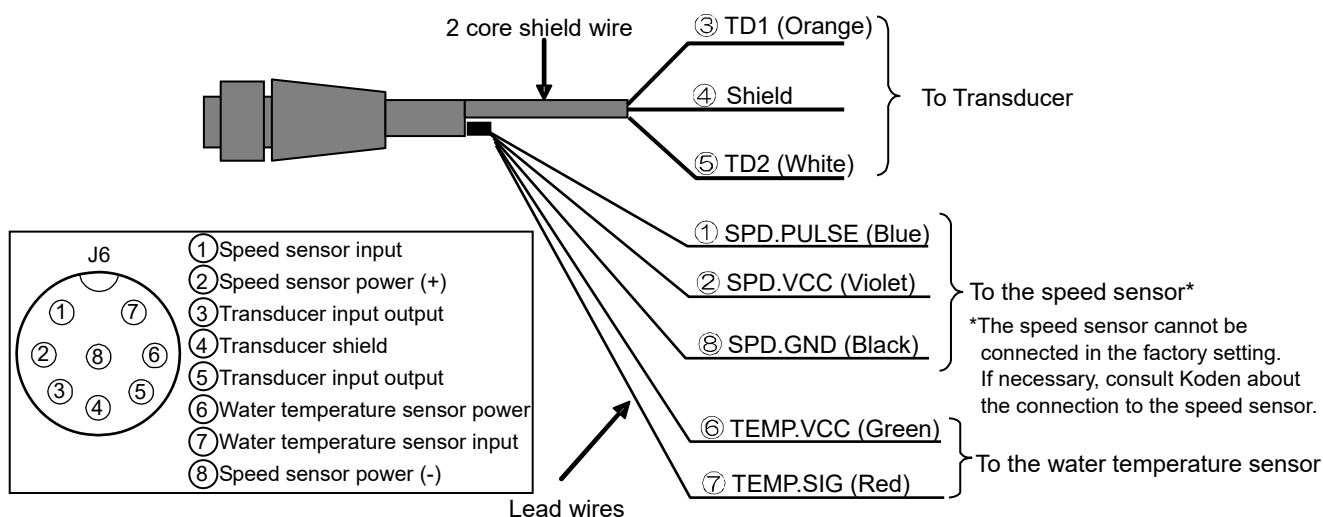 2 core shield wire
③ TD1 (Orange)
④ Shield
⑤ TD2 (White)
To Transducer
① SPD.PULSE (Blue)
② SPD.VCC (Violet)
⑧ SPD.GND (Black)
To the speed sensor*
*The speed sensor cannot be
connected in the factory setting.
If necessary, consult Koden about
the connection to the speed sensor.
⑥ TEMP.VCC (Green)
⑦ TEMP.SIG (Red)
To the water temperature sensor
Lead wires
J6
① ⑦
② ⑧ ⑥
③ ⑤
④
①Speed sensor input
②Speed sensor power (+)
③Transducer input output
④Transducer shield
⑤Transducer input output
⑥Water temperature sensor power
⑦Water temperature sensor input
⑧Speed sensor power (-)